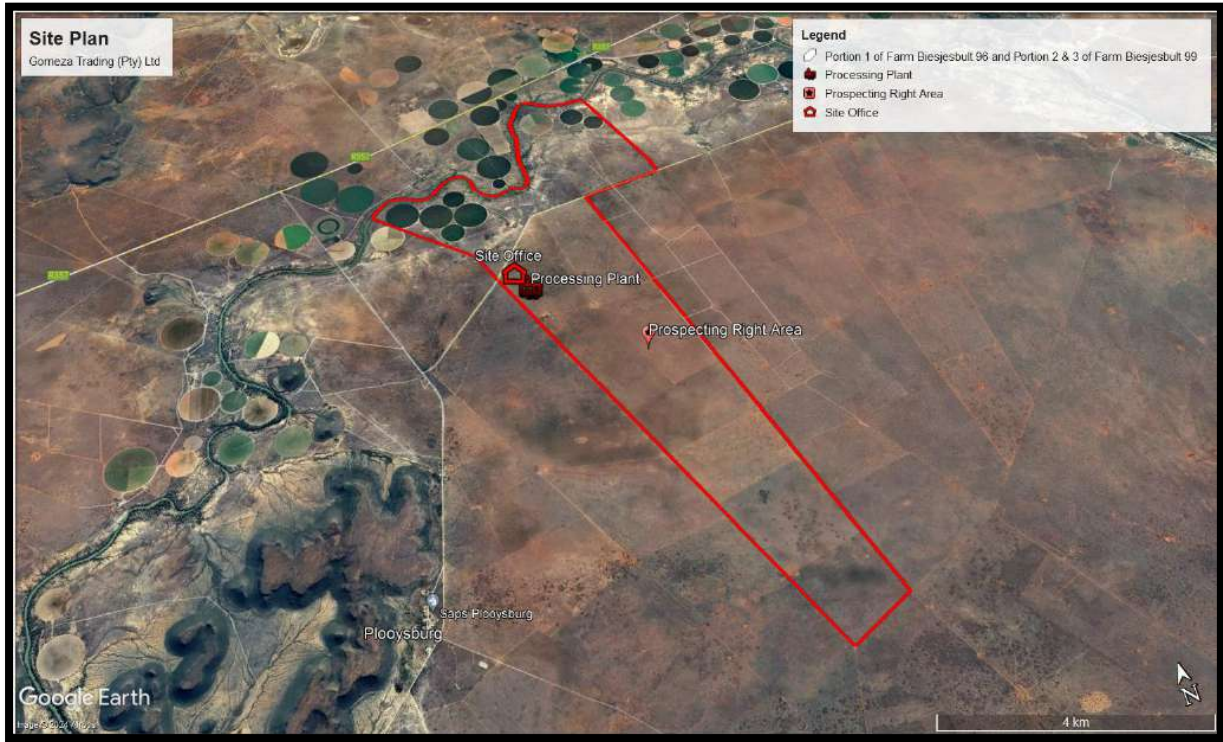 Site Plan
Gomeza Trading (Pty) Ltd
Legend
Portion 1 of Farm Biesjesbult 96 and Portion 2 & 3 of Farm Biesjesbult 99
Processing Plant
Prospecting Right Area
Site Office
R357
Site Office
Processing Plant
Prospecting Right Area
Saps Plooysburg
Plooysburg
Google Earth
4 km
N